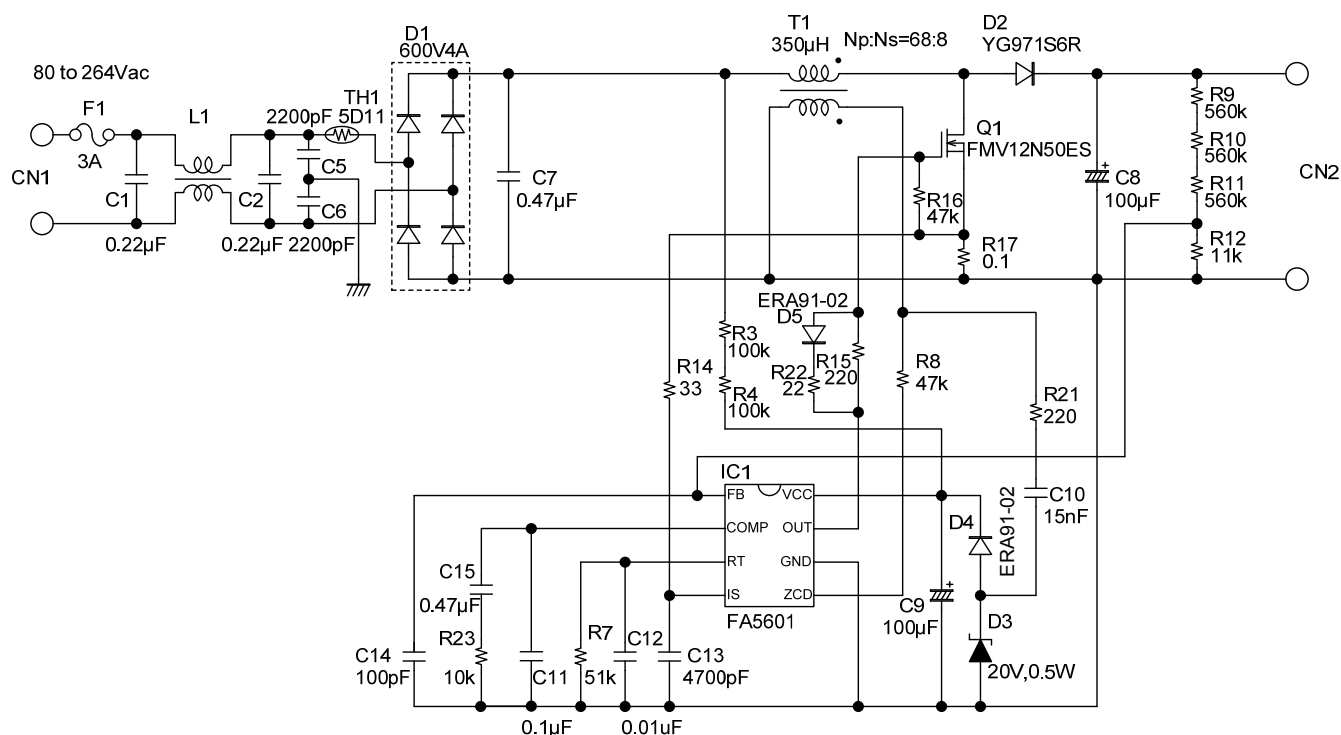 80 to 264Vac
F1
3A
CN1
C1
0.22µF
L1
C2
0.22µF
2200pF
C5
C6
2200pF
TH1
5D11
D1
600V4A
C7
0.47µF
T1
350µH
Np:Ns=68:8
D2
YG971S6R
Q1
FMV12N50ES
R16
47k
R17
0.1
C8
100µF
+
R9
560k
R10
560k
R11
560k
R12
11k
CN2
R14
33
R3
100k
R4
100k
ERA91-02
D5
R22
22
R15
220
R8
47k
R21
220
C10
15nF
IC1
FB
VCC
COMP
OUT
RT
GND
IS
ZCD
FA5601
D4
ERA91-02
C9
100µF
+
D3
20V,0.5W
C15
0.47µF
R23
10k
C14
100pF
C11
0.1µF
R7
51k
C12
0.01uF
C13
4700pF